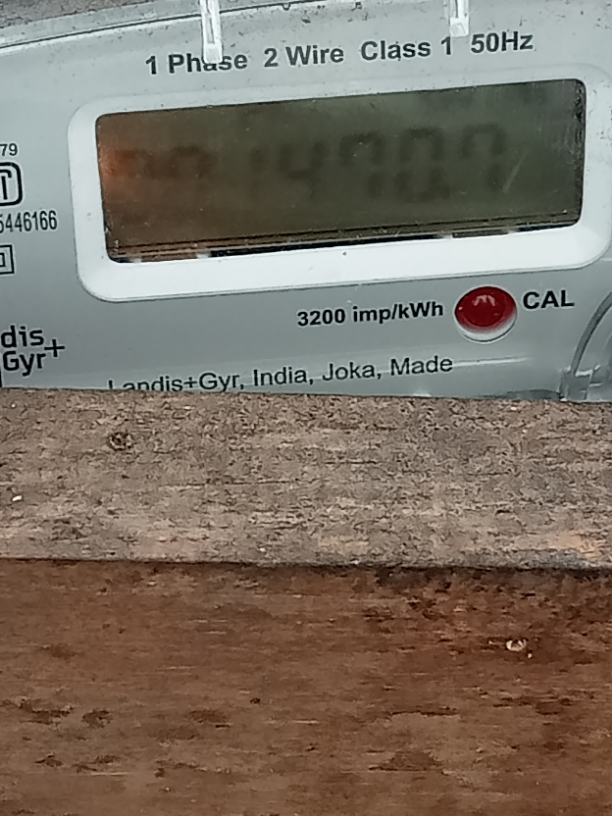 1 Phase 2 Wire Class 1 50Hz
79
5446166
3200 imp/kWh CAL
dis
Gyr+
Landis+Gyr, India, Joka, Made